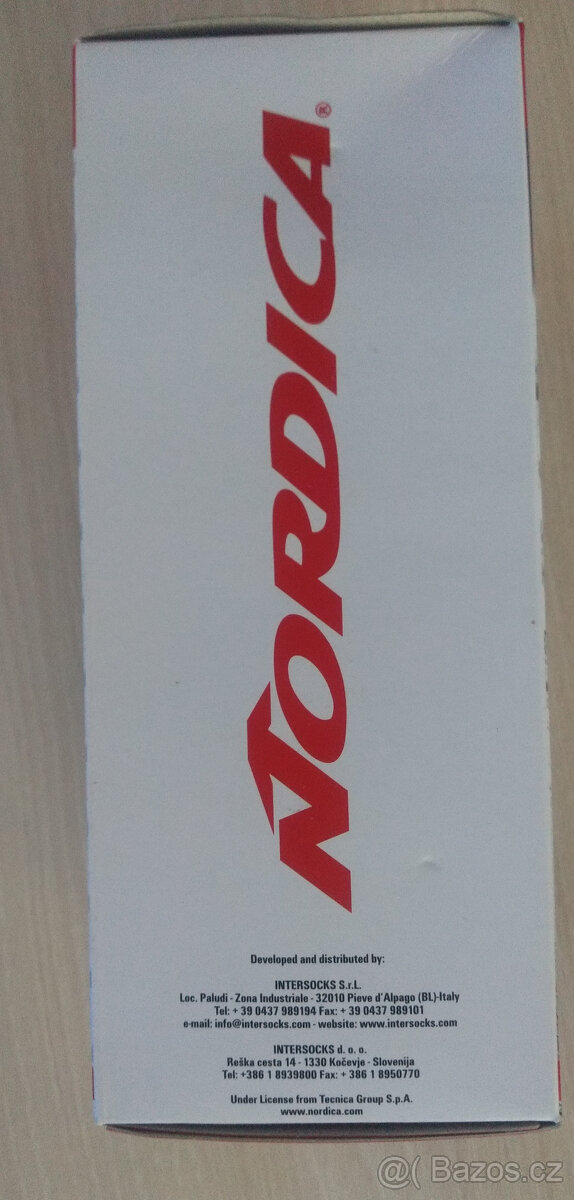 NORDICA®
Developed and distributed by:
INTERSOCKS S.r.L.
Loc. Paludi - Zona Industriale - 32010 Pieve d'Alpago (BL)-Italy
Tel: + 39 0437 989194 Fax: + 39 0437 989101
e-mail: info@intersocks.com - website: www.intersocks.com
INTERSOCKS d. o. o.
Reška cesta 14 - 1330 Kočevje - Slovenija
Tel: +386 1 8939800 Fax: + 386 1 8950770
Under License from Tecnica Group S.p.A.
www.nordica.com
@( Bazos.cz